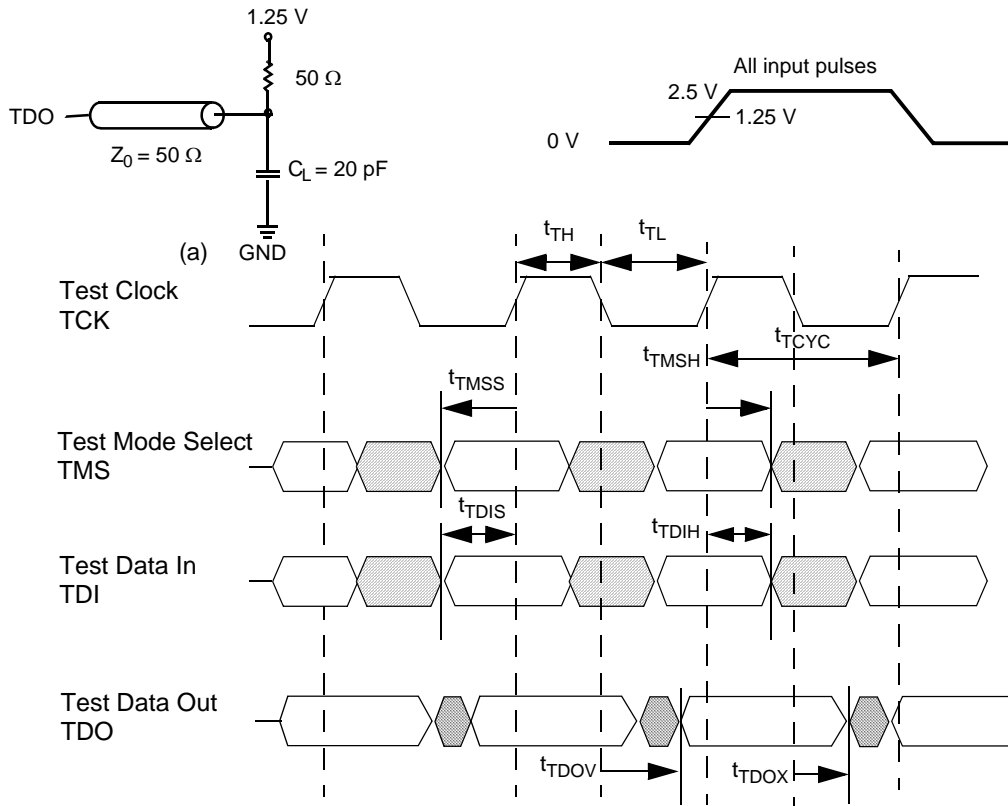 1.25 V
50 Ω
TDO
Z0 = 50 Ω
CL = 20 pF
(a) GND
All input pulses
2.5 V
1.25 V
0 V
tTH
tTL
Test Clock
TCK
tTCYC
tTMSH
tTMSS
Test Mode Select
TMS
tTDIS
tTDIH
Test Data In
TDI
Test Data Out
TDO
tTDOV
tTDOX